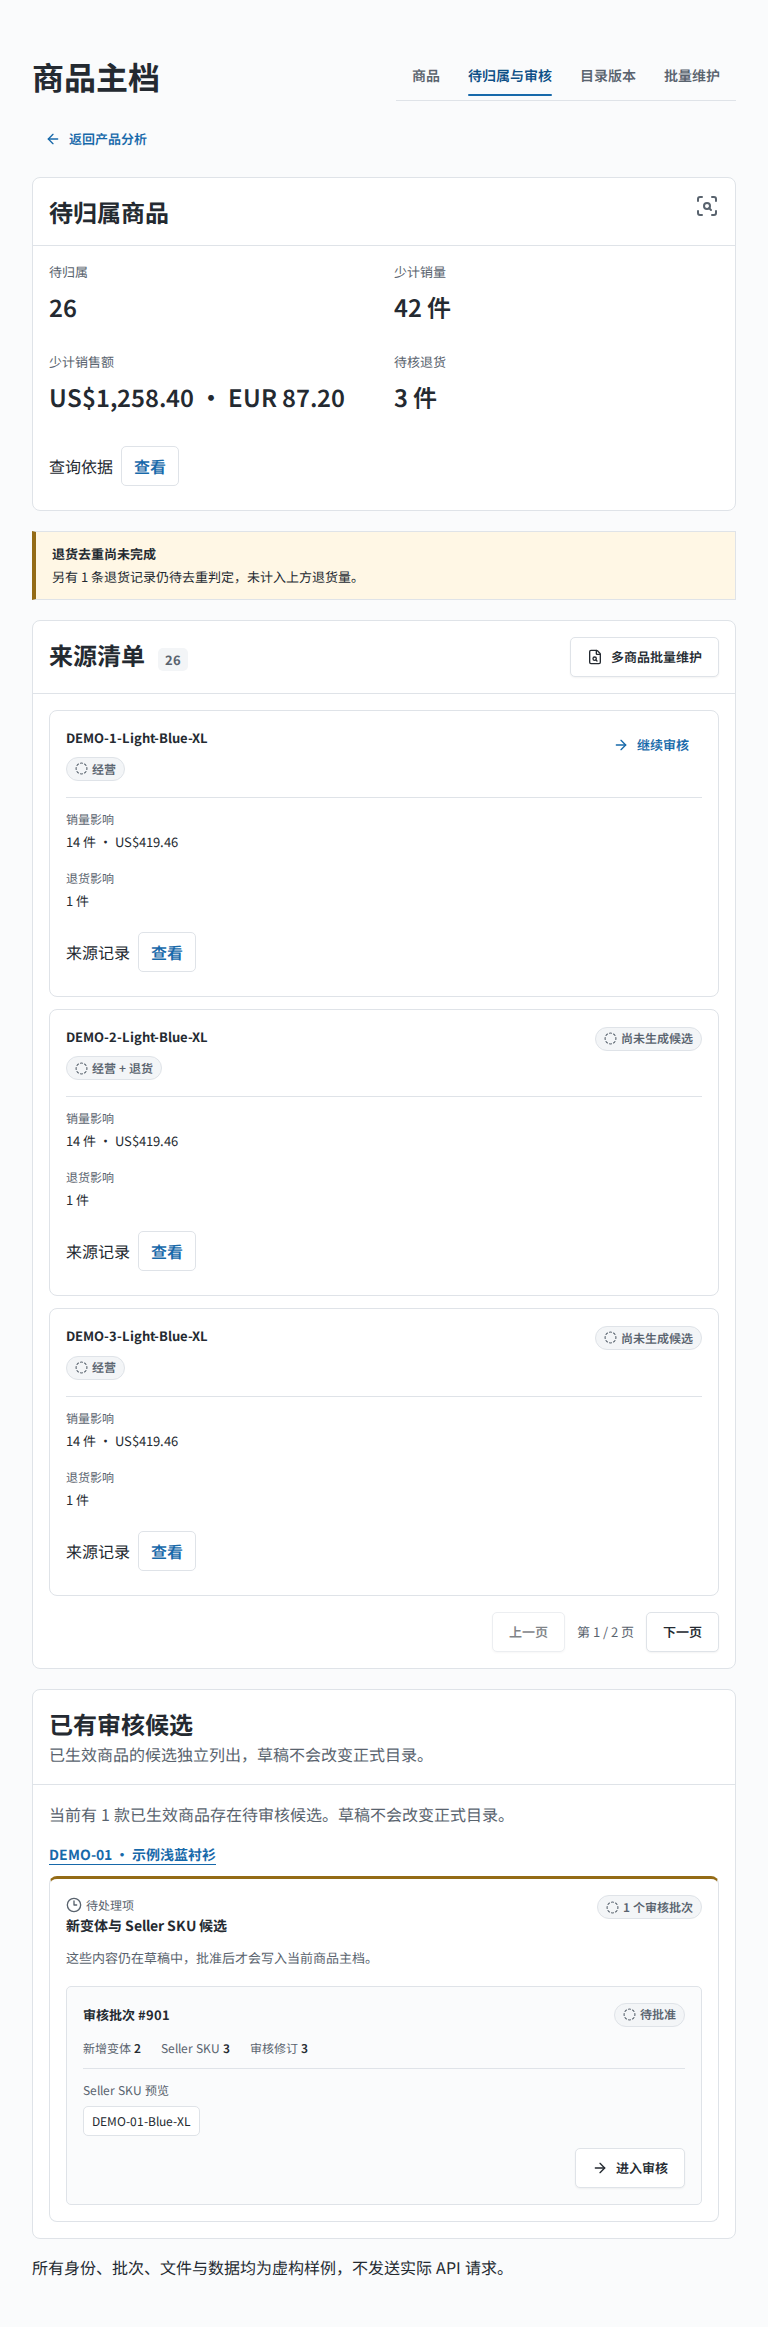 商品主档
商品 待归属与审核 目录版本 批量维护
返回产品分析
待归属商品
待归属 少计销量
26 42 件
少计销售额 待核退货
US$1,258.40 · EUR 87.20 3 件
查询依据 查看
退货去重尚未完成
另有 1 条退货记录仍待去重判定，未计入上方退货量。
来源清单 26 多商品批量维护
DEMO-1-Light-Blue-XL 继续审核
经营
销量影响
14 件 · US$419.46
退货影响
1 件
来源记录 查看
DEMO-2-Light-Blue-XL 尚未生成候选
经营 + 退货
销量影响
14 件 · US$419.46
退货影响
1 件
来源记录 查看
DEMO-3-Light-Blue-XL 尚未生成候选
经营
销量影响
14 件 · US$419.46
退货影响
1 件
来源记录 查看
上一页 第 1 / 2 页 下一页
已有审核候选
已生效商品的候选独立列出，草稿不会改变正式目录。
当前有 1 款已生效商品存在待审核候选。草稿不会改变正式目录。
DEMO-01 · 示例浅蓝衬衫
待处理项 1 个审核批次
新变体与 Seller SKU 候选
这些内容仍在草稿中，批准后才会写入当前商品主档。
审核批次 #901 待批准
新增变体 2 Seller SKU 3 审核修订 3
Seller SKU 预览
DEMO-01-Blue-XL
进入审核
所有身份、批次、文件与数据均为虚构样例，不发送实际 API 请求。